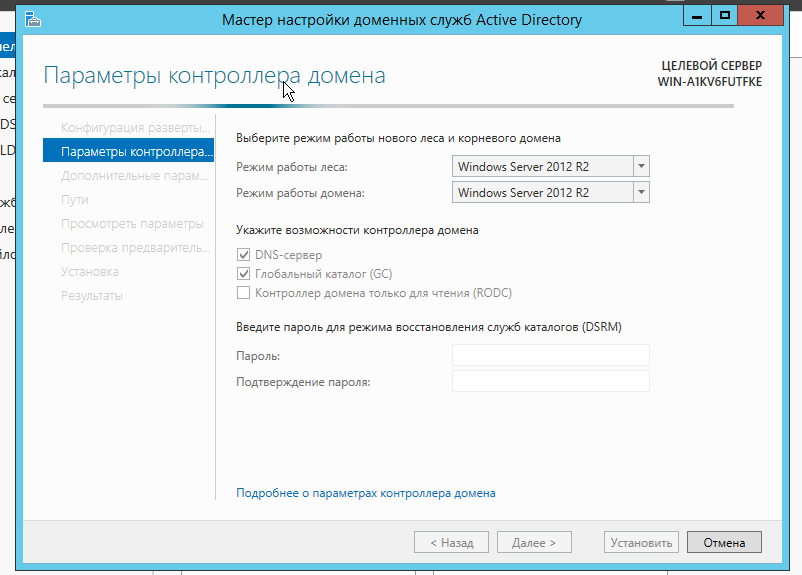 Мастер настройки доменных служб Active Directory
Параметры контроллера домена
ЦЕЛЕВОЙ СЕРВЕР
WIN-A1KV6FUTFKE
Конфигурация разверты...
Параметры контроллера...
Дополнительные парам...
Пути
Просмотреть параметры
Проверка предваритель...
Установка
Результаты
Выберите режим работы нового леса и корневого домена
Режим работы леса: Windows Server 2012 R2
Режим работы домена: Windows Server 2012 R2
Укажите возможности контроллера домена
DNS-сервер
Глобальный каталог (GC)
Контроллер домена только для чтения (RODC)
Введите пароль для режима восстановления служб каталогов (DSRM)
Пароль:
Подтверждение пароля:
Подробнее о параметрах контроллера домена
< Назад Далее > Установить Отмена